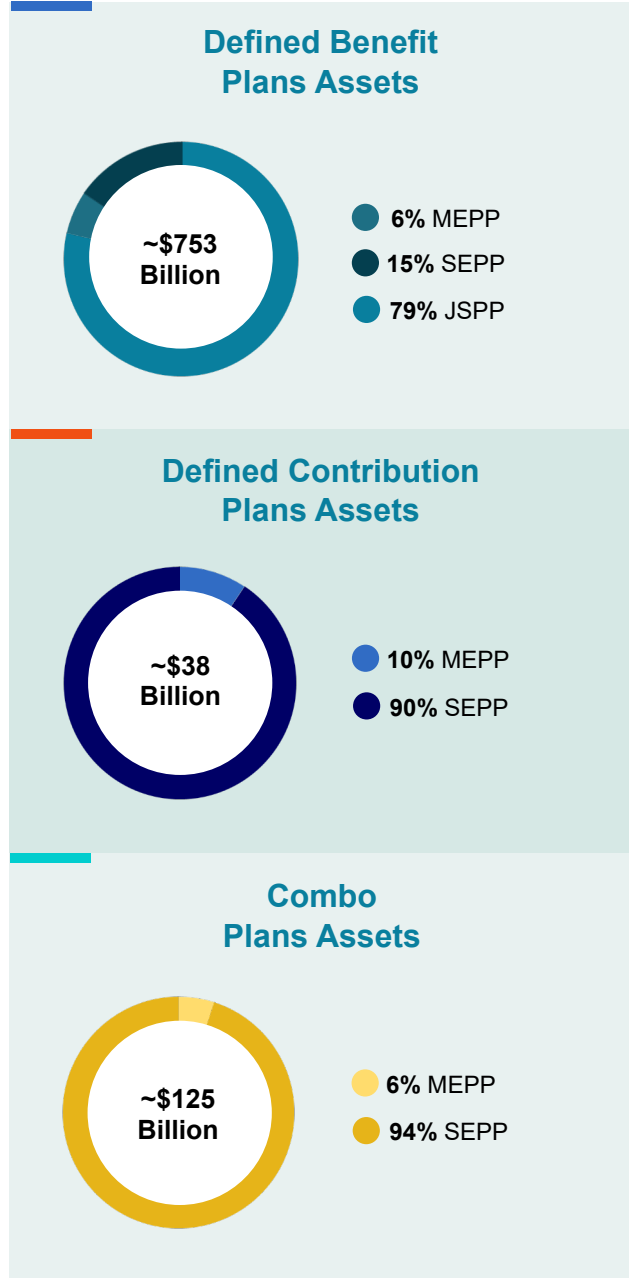 Defined Benefit
Plans Assets
~$753
Billion
6% MEPP
15% SEPP
79% JSPP
Defined Contribution
Plans Assets
~$38
Billion
10% MEPP
90% SEPP
Combo
Plans Assets
~$125
Billion
6% MEPP
94% SEPP